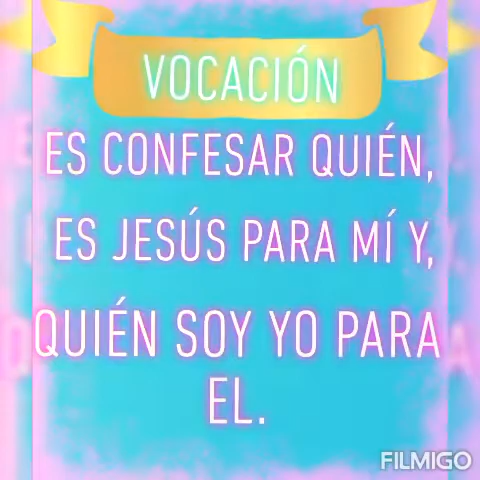 VOCACIÓN
ES CONFESAR QUIÉN,
ES JESÚS PARA MÍ Y,
QUIÉN SOY YO PARA
EL.
FILMIGO